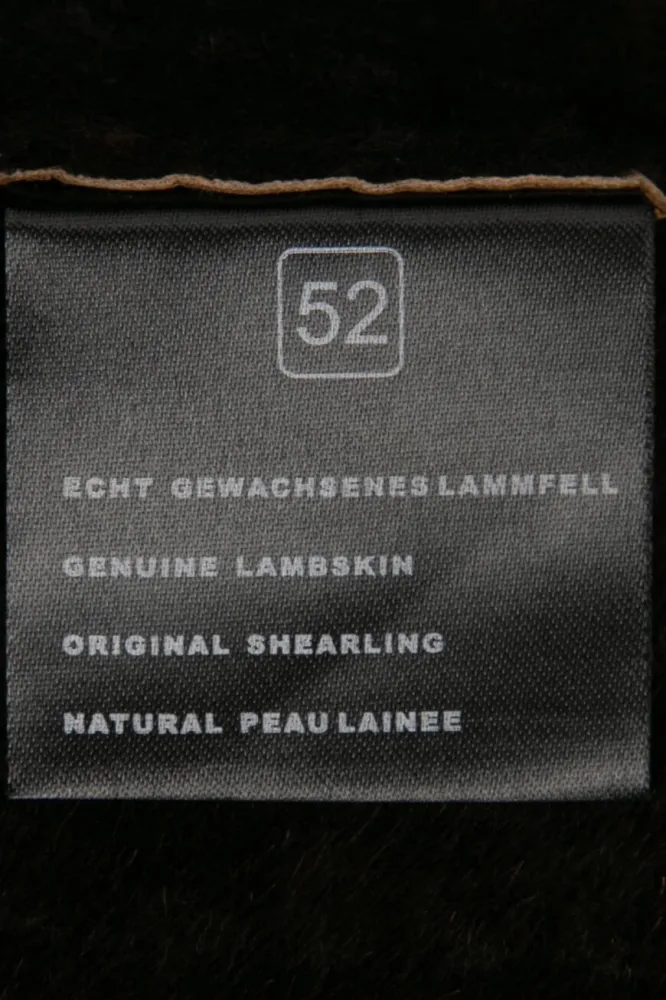 52
ECHT GEWACHSENES LAMMFELL
GENUINE LAMBSKIN
ORIGINAL SHEARLING
NATURAL PEAU LAINEE